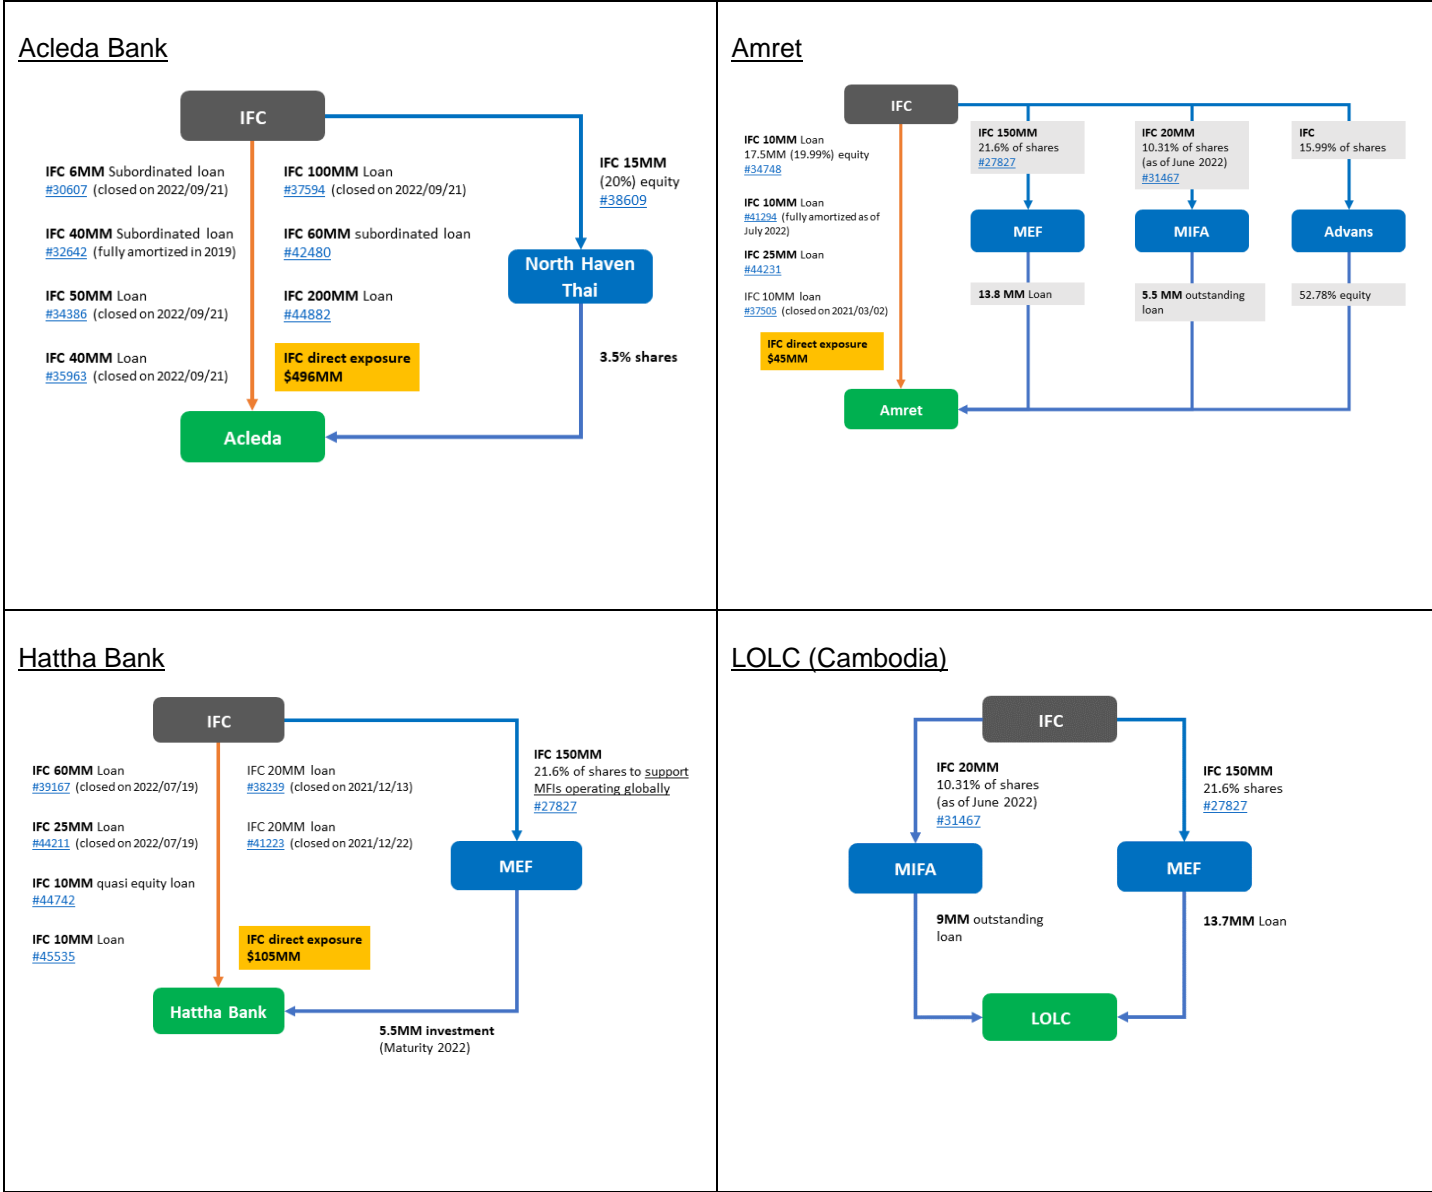 Acleda Bank
IFC
IFC 6MM Subordinated loan
#30607 (closed on 2022/09/21)
IFC 40MM Subordinated loan
#32642 (fully amortized in 2019)
IFC 50MM Loan
#34386 (closed on 2022/09/21)
IFC 40MM Loan
#35963 (closed on 2022/09/21)
IFC 100MM Loan
#37594 (closed on 2022/09/21)
IFC 60MM subordinated loan
#42480
IFC 200MM Loan
#44882
IFC direct exposure
$496MM
IFC 15MM
(20%) equity
#38609
North Haven
Thai
3.5% shares
Acleda
Amret
IFC
IFC 10MM Loan
17.5MM (19.99%) equity
#34748
IFC 10MM Loan
#41294 (fully amortized as of
July 2022)
IFC 25MM Loan
#44231
IFC 10MM loan
#37505 (closed on 2021/03/02)
IFC direct exposure
$45MM
IFC 150MM
21.6% of shares
#27827
IFC 20MM
10.31% of shares
(as of June 2022)
#31467
IFC
15.99% of shares
MEF
MIFA
Advans
13.8 MM Loan
5.5 MM outstanding
loan
52.78% equity
Amret
Hattha Bank
IFC
IFC 60MM Loan
#39167 (closed on 2022/07/19)
IFC 25MM Loan
#44211 (closed on 2022/07/19)
IFC 10MM quasi equity loan
#44742
IFC 10MM Loan
#45535
IFC 20MM loan
#38239 (closed on 2021/12/13)
IFC 20MM loan
#41223 (closed on 2021/12/22)
IFC direct exposure
$105MM
IFC 150MM
21.6% of shares to support
MFIs operating globally
#27827
MEF
Hattha Bank
5.5MM investment
(Maturity 2022)
LOLC (Cambodia)
IFC
IFC 20MM
10.31% of shares
(as of June 2022)
#31467
IFC 150MM
21.6% shares
#27827
MIFA
MEF
9MM outstanding
loan
13.7MM Loan
LOLC